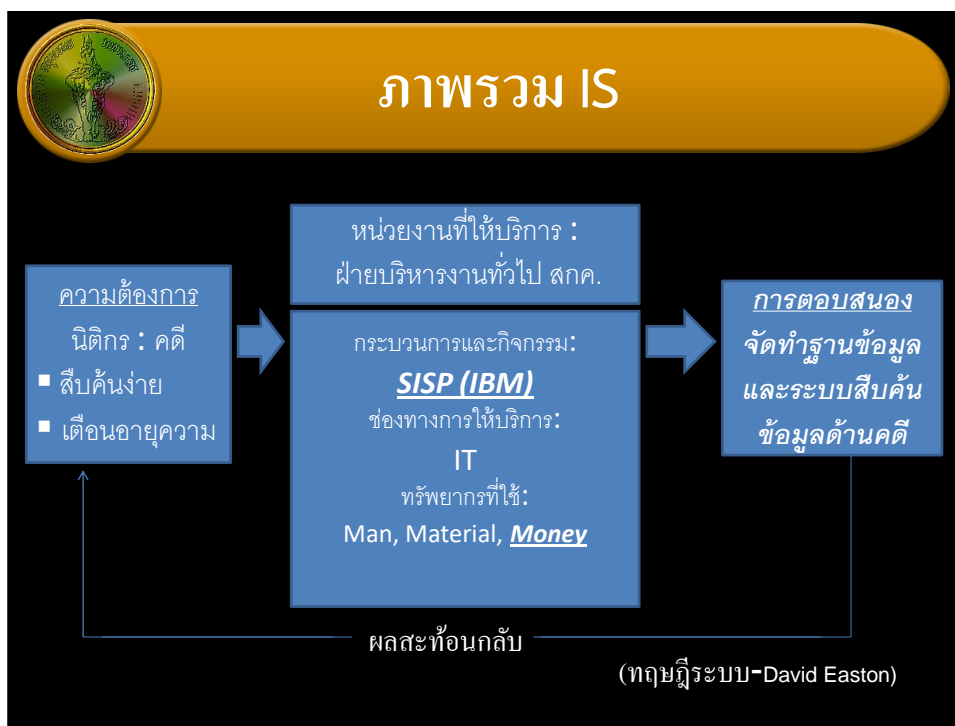 ภาพรวม IS
หน่วยงานที่ให้บริการ :
ฝ่ายบริหารงานทั่วไป สกค.
ความต้องการ
นิติกร : คดี
▪ สืบค้นง่าย
▪ เตือนอายุความ
กระบวนการและกิจกรรม:
SISP (IBM)
ช่องทางการให้บริการ:
IT
ทรัพยากรที่ใช้:
Man, Material, Money
การตอบสนอง
จัดทำฐานข้อมูล
และระบบสืบค้น
ข้อมูลด้านคดี
ผลสะท้อนกลับ
(ทฤษฎีระบบ-David Easton)